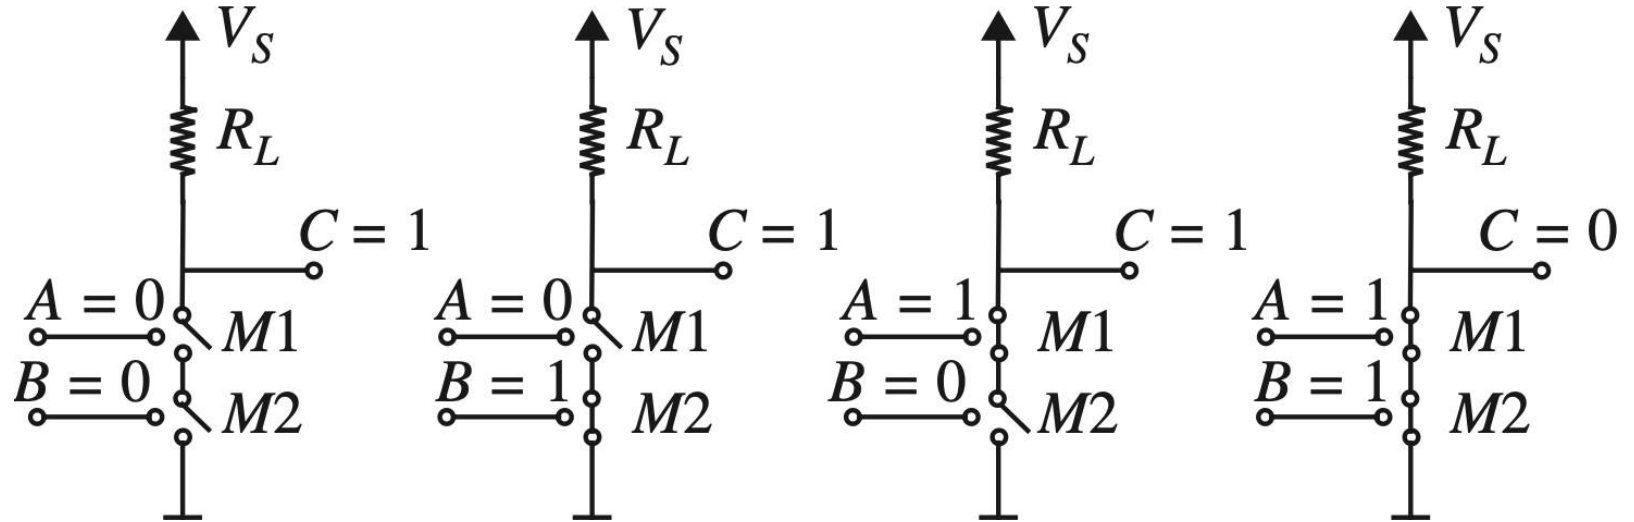 V_S V_S V_S V_S
R_L R_L R_L R_L
C = 1 C = 1 C = 1 C = 0
A = 0 M1 A = 0 M1 A = 1 M1 A = 1 M1
B = 0 M2 B = 1 M2 B = 0 M2 B = 1 M2